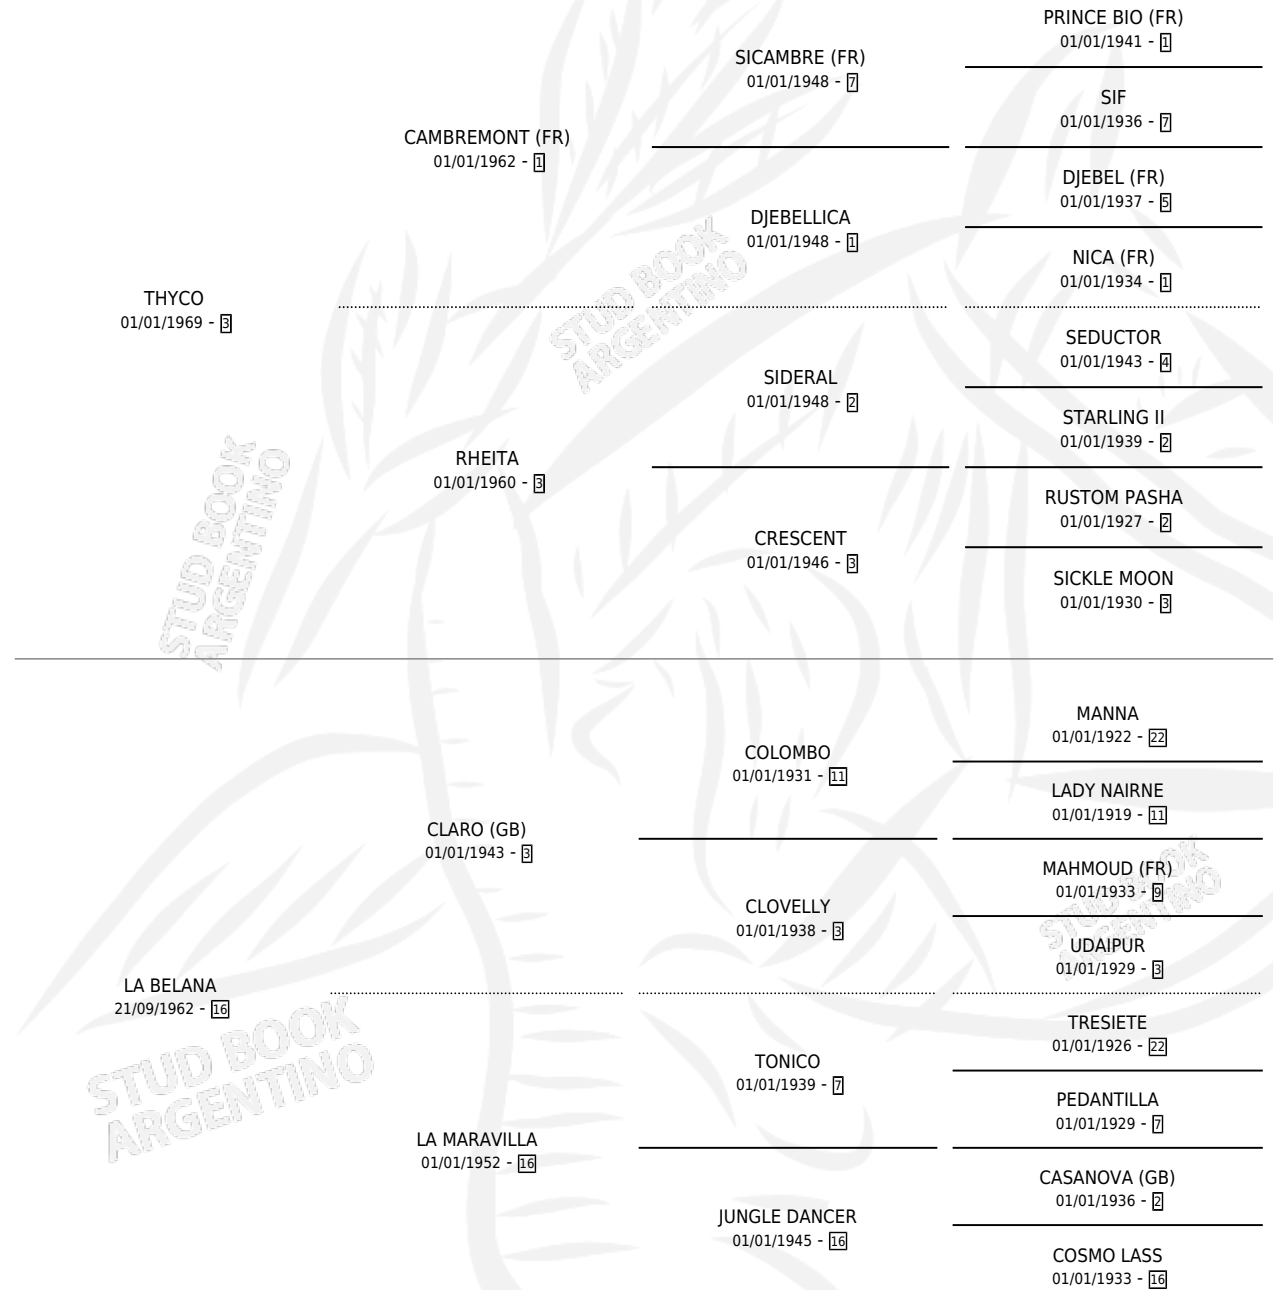 PRINCE BIO (FR)
01/01/1941 - 1
SICAMBRE (FR)
01/01/1948 - 7
SIF
01/01/1936 - 7
CAMBREMONT (FR)
01/01/1962 - 1
DJEBEL (FR)
01/01/1937 - 5
DJEBELLICA
01/01/1948 - 1
NICA (FR)
01/01/1934 - 1
THYCO
01/01/1969 - 3
STUD BOOK
ARGENTINO
SEDUCTOR
01/01/1943 - 4
SIDERAL
01/01/1948 - 2
STARLING II
01/01/1939 - 2
RHEITA
01/01/1960 - 3
RUSTOM PASHA
01/01/1927 - 2
CRESCENT
01/01/1946 - 3
SICKLE MOON
01/01/1930 - 3
STUD BOOK
ARGENTINO
MANNA
01/01/1922 - 22
COLOMBO
01/01/1931 - 11
LADY NAIRNE
01/01/1919 - 11
CLARO (GB)
01/01/1943 - 3
MAHMOUD (FR)
01/01/1933 - 9
CLOVELLY
01/01/1938 - 3
UDAIPUR
01/01/1929 - 3
STUD BOOK
ARGENTINO
LA BELANA
21/09/1962 - 16
TRESIETE
01/01/1926 - 22
TONICO
01/01/1939 - 7
PEDANTILLA
01/01/1929 - 7
STUD BOOK
ARGENTINO
LA MARAVILLA
01/01/1952 - 16
CASANOVA (GB)
01/01/1936 - 2
JUNGLE DANCER
01/01/1945 - 16
COSMO LASS
01/01/1933 - 16